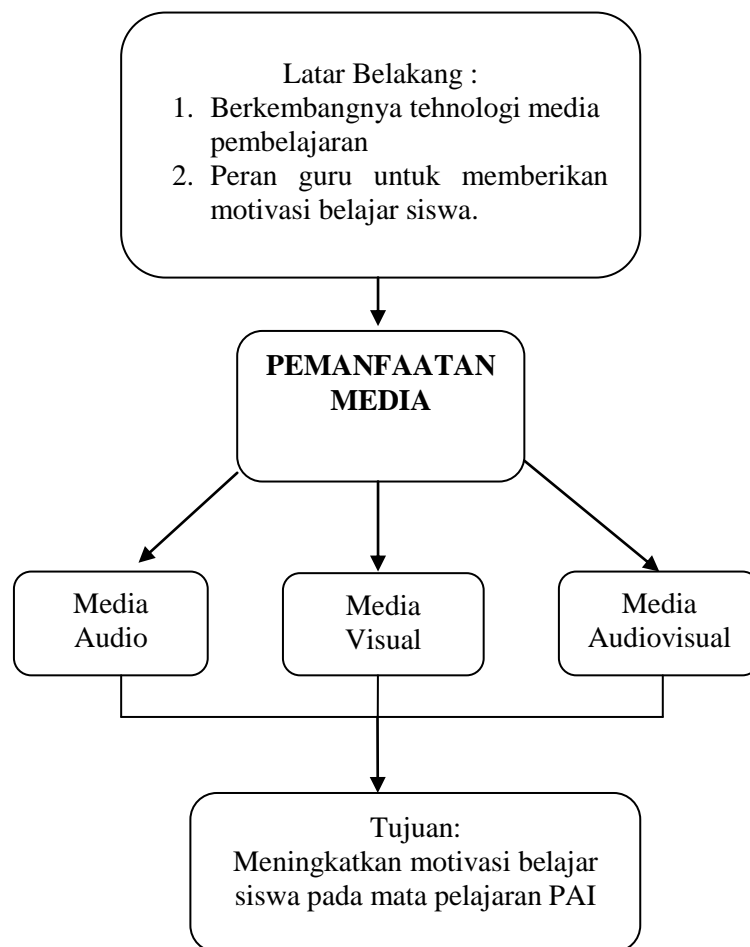 Latar Belakang :
1. Berkembangnya tehnologi media
pembelajaran
2. Peran guru untuk memberikan
motivasi belajar siswa.
PEMANFAATAN
MEDIA
Media
Audio
Media
Visual
Media
Audiovisual
Tujuan:
Meningkatkan motivasi belajar
siswa pada mata pelajaran PAI